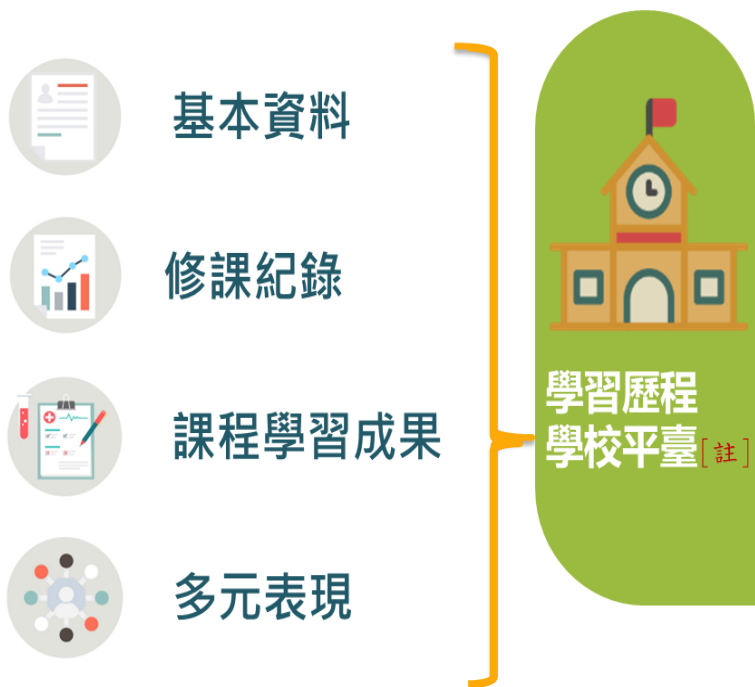 基本資料
修課紀錄
課程學習成果
多元表現
學習歷程
學校平臺[註]